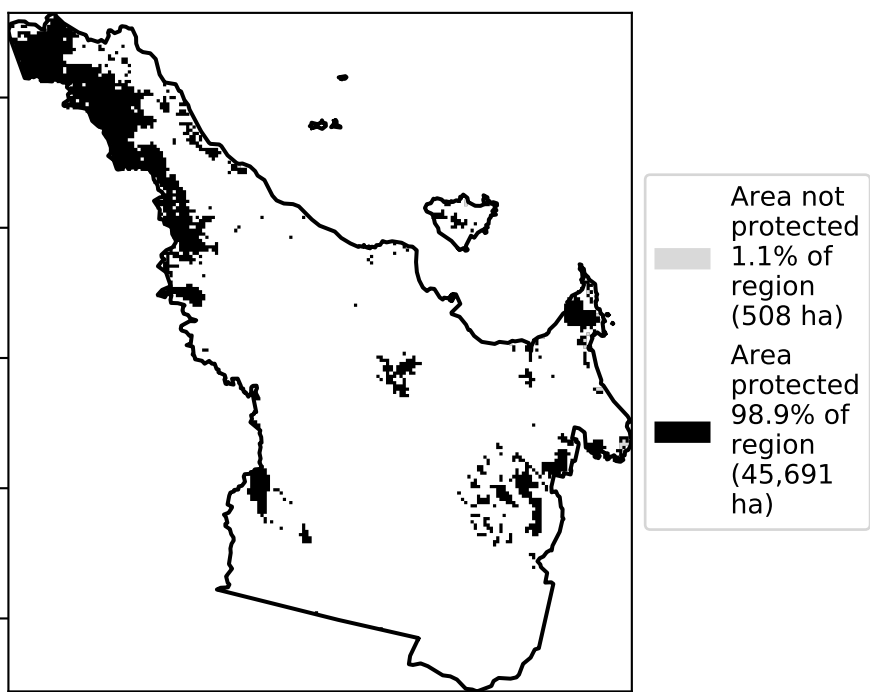 Area not
protected
1.1% of
region
(508 ha)
Area
protected
98.9% of
region
(45,691
ha)